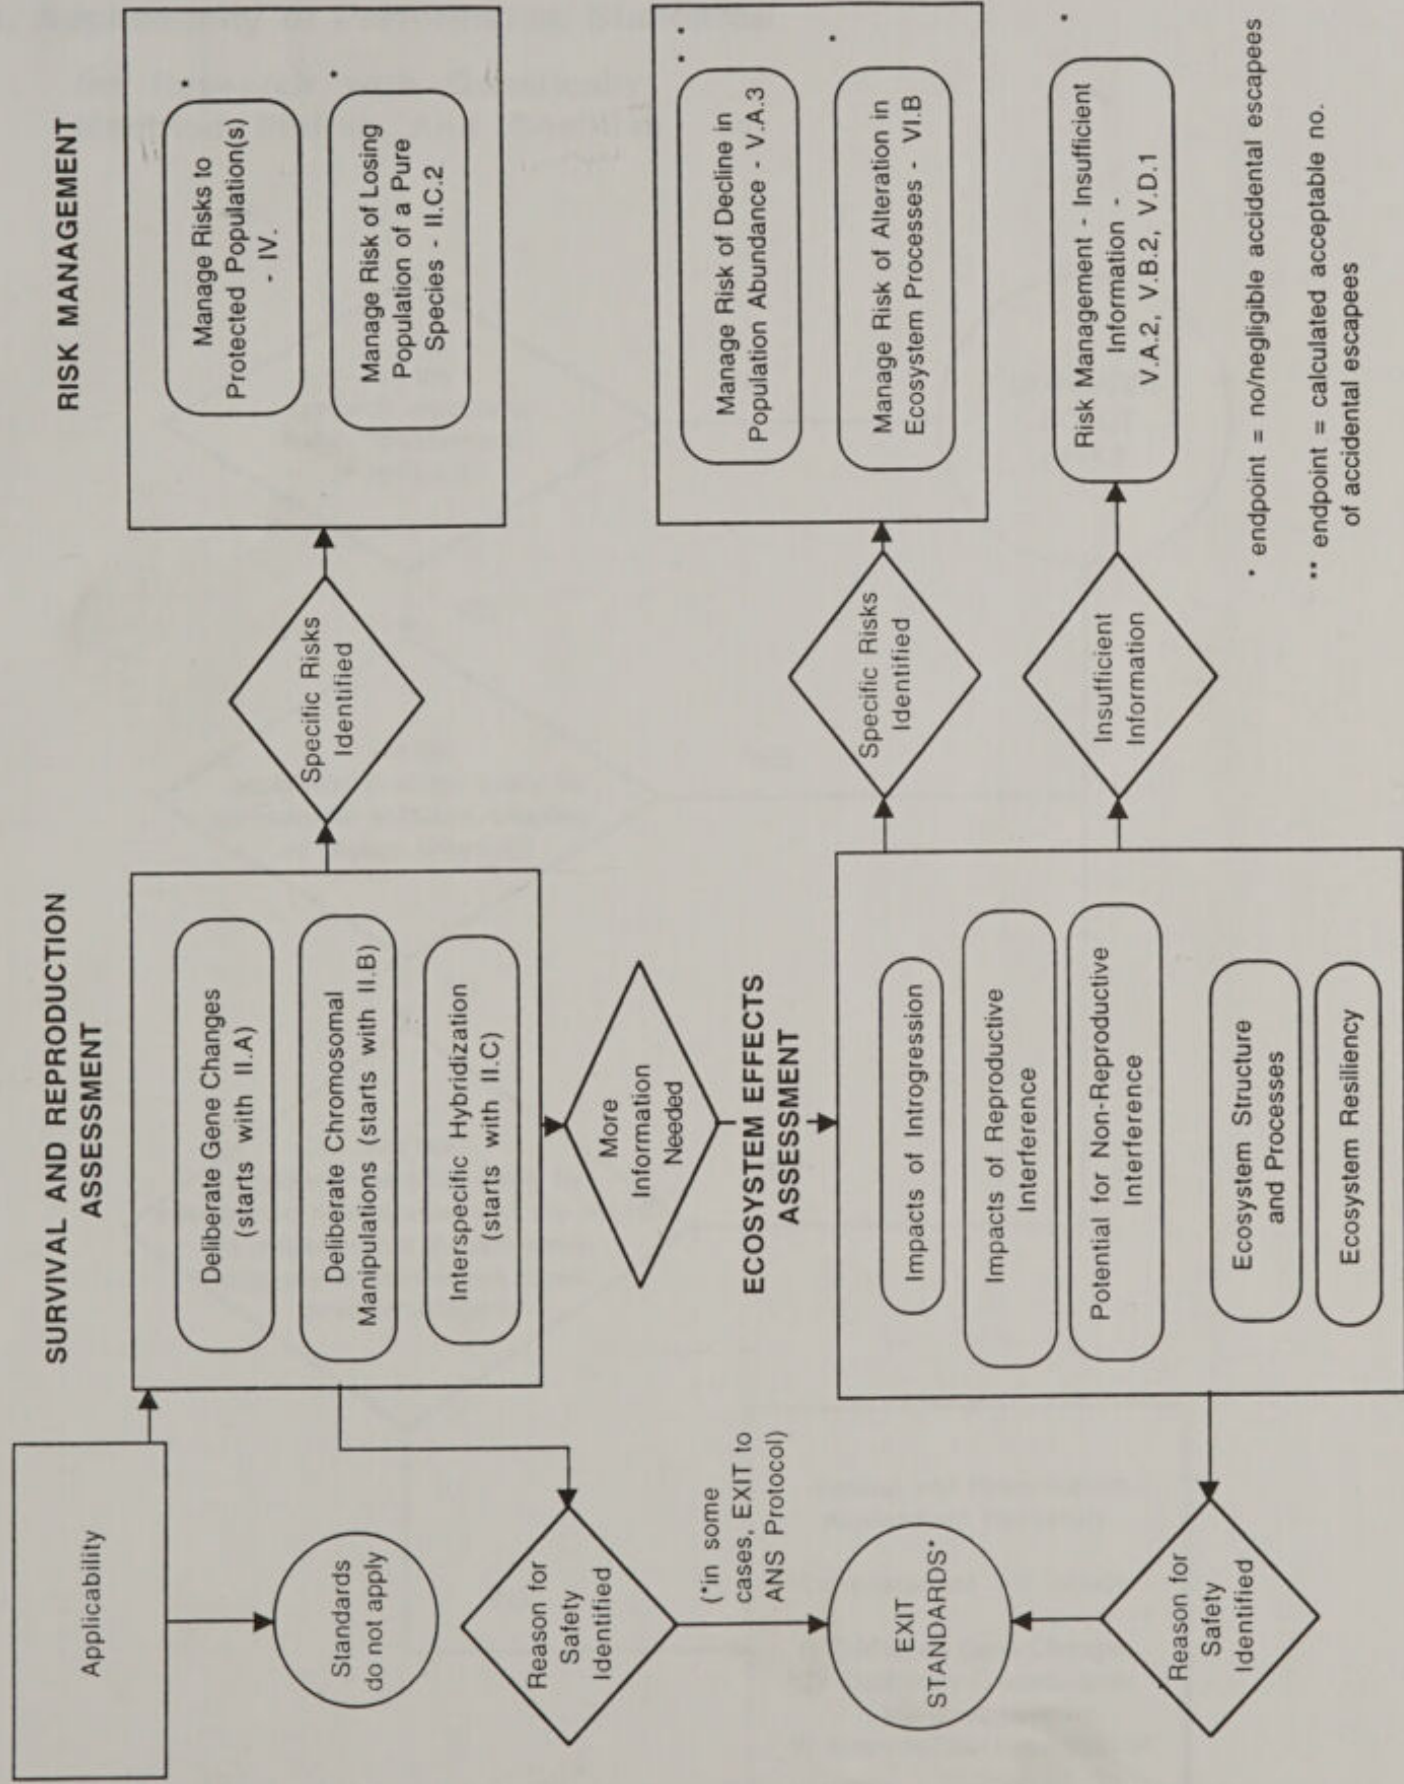 Applicability
Standards
do not apply
SURVIVAL AND REPRODUCTION
ASSESSMENT
Deliberate Gene Changes
(starts with II.A)
Deliberate Chromosomal
Manipulations (starts with II.B)
Interspecific Hybridization
(starts with II.C)
Specific Risks
Identified
RISK MANAGEMENT
Manage Risks to
Protected Population(s)
- IV.
*
Manage Risk of Losing
Population of a Pure
Species - II.C.2
*
Reason for
Safety
Identified
(*in some
cases, EXIT to
ANS Protocol)
EXIT
STANDARDS*
Reason for
Safety
Identified
More
Information
Needed
ECOSYSTEM EFFECTS
ASSESSMENT
Impacts of Introgression
Impacts of Reproductive
Interference
Potential for Non-Reproductive
Interference
Ecosystem Structure
and Processes
Ecosystem Resiliency
Specific Risks
Identified
Manage Risk of Decline in
Population Abundance - V.A.3
**
Manage Risk of Alteration in
Ecosystem Processes - VI.B
*
Insufficient
Information
Risk Management - Insufficient
Information -
V.A.2, V.B.2, V.D.1
*
* endpoint = no/negligible accidental escapees
** endpoint = calculated acceptable no.
of accidental escapees